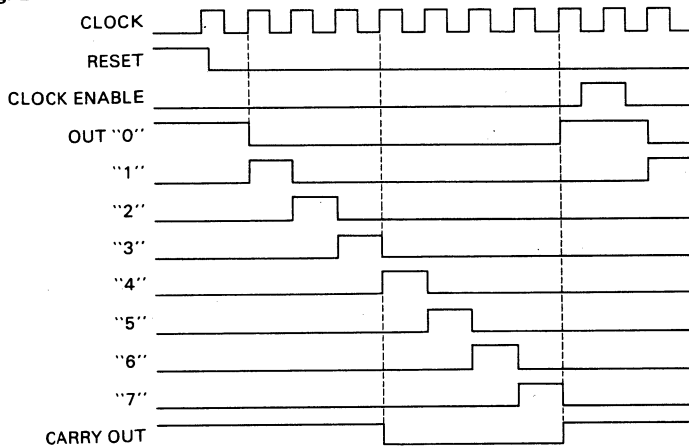 CLOCK
RESET
CLOCK ENABLE
OUT "0"
"1"
"2"
"3"
"4"
"5"
"6"
"7"
CARRY OUT